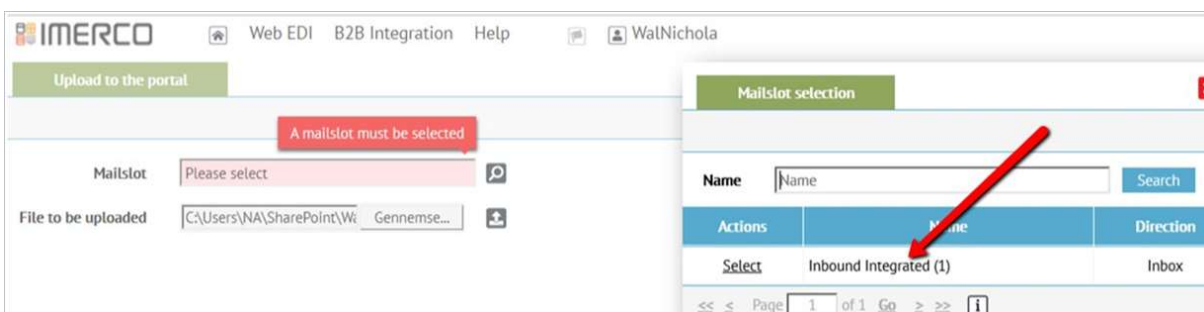 IMERCO
Web EDI B2B Integration Help WalNichola
Upload to the portal
A mailslot must be selected
Mailslot Please select
File to be uploaded C:\Users\NA\SharePoint\Wa Gennemse...
Mailslot selection
Name Name Search
Actions Name Direction
Select Inbound Integrated (1) Inbox
<< < Page 1 of 1 Go > >> i